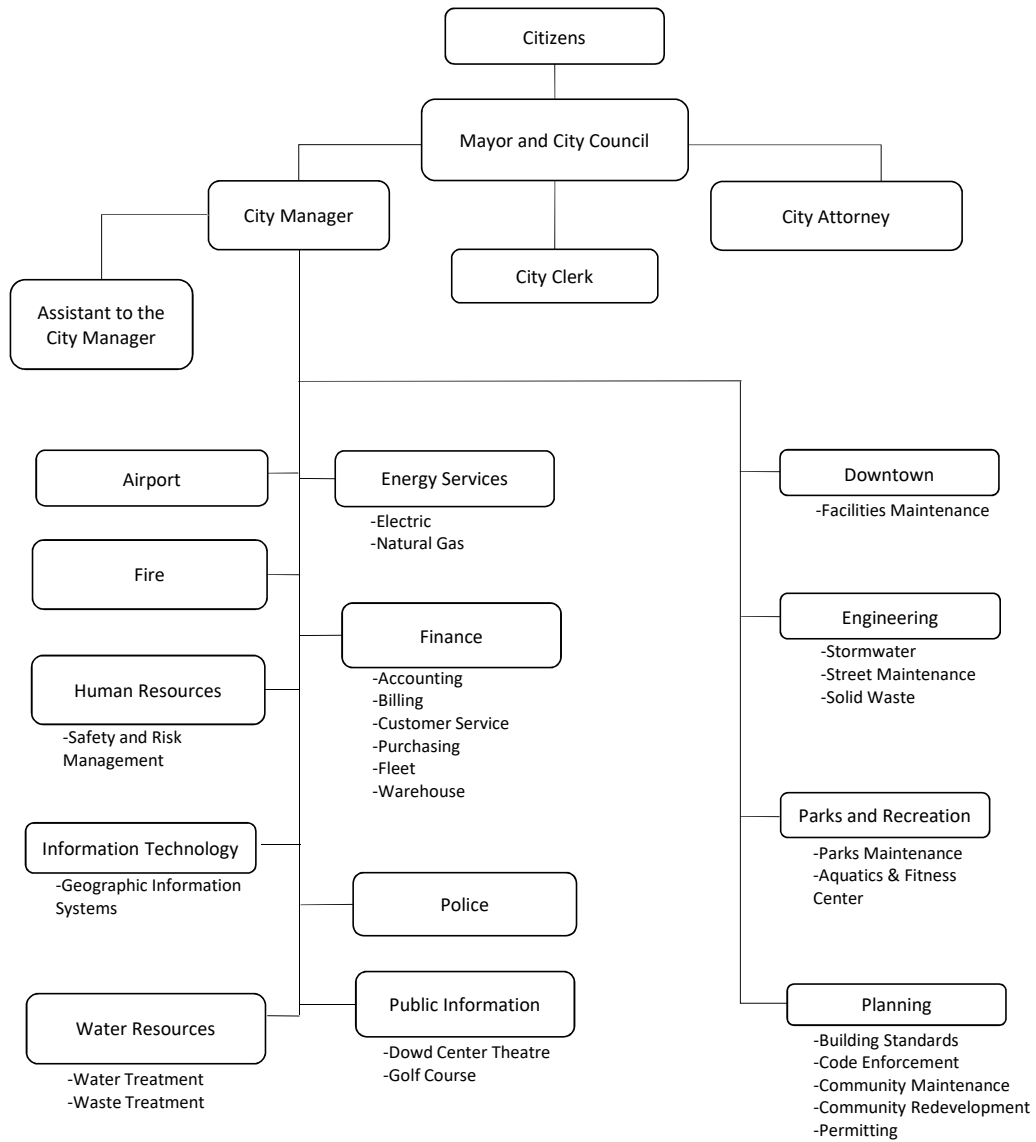 Citizens
Mayor and City Council
City Manager
City Attorney
City Clerk
Assistant to the
City Manager
Airport
Energy Services
-Electric
-Natural Gas
Downtown
-Facilities Maintenance
Fire
Finance
-Accounting
-Billing
-Customer Service
-Purchasing
-Fleet
-Warehouse
Engineering
-Stormwater
-Street Maintenance
-Solid Waste
Human Resources
-Safety and Risk
Management
Information Technology
-Geographic Information
Systems
Parks and Recreation
-Parks Maintenance
-Aquatics & Fitness
Center
Police
Water Resources
-Water Treatment
-Waste Treatment
Public Information
-Dowd Center Theatre
-Golf Course
Planning
-Building Standards
-Code Enforcement
-Community Maintenance
-Community Redevelopment
-Permitting